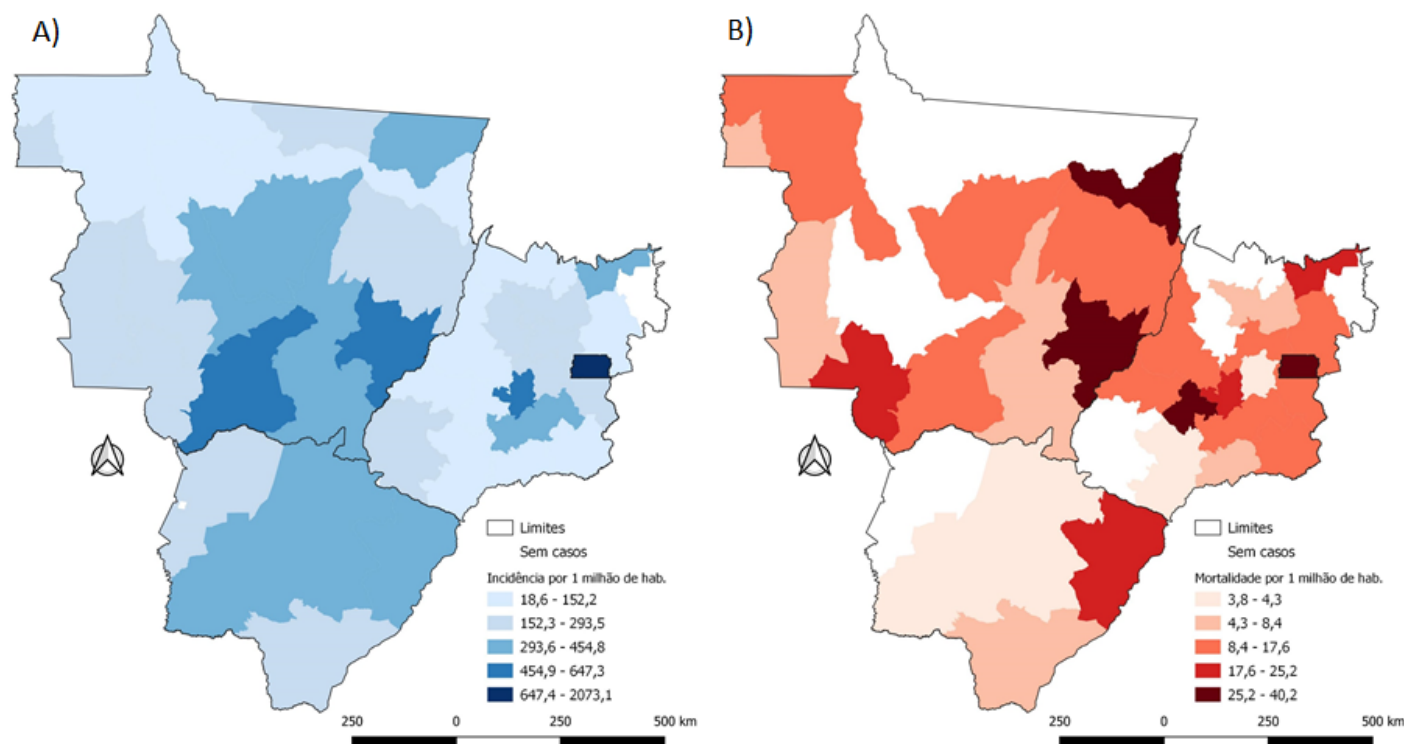 A)
Limites
Sem casos
Incidência por 1 milhão de hab.
18,6 - 152,2
152,3 - 293,5
293,6 - 454,8
454,9 - 647,3
647,4 - 2073,1
250 0 250 500 km
B)
Limites
Sem casos
Mortalidade por 1 milhão de hab.
3,8 - 4,3
4,3 - 8,4
8,4 - 17,6
17,6 - 25,2
25,2 - 40,2
250 0 250 500 km